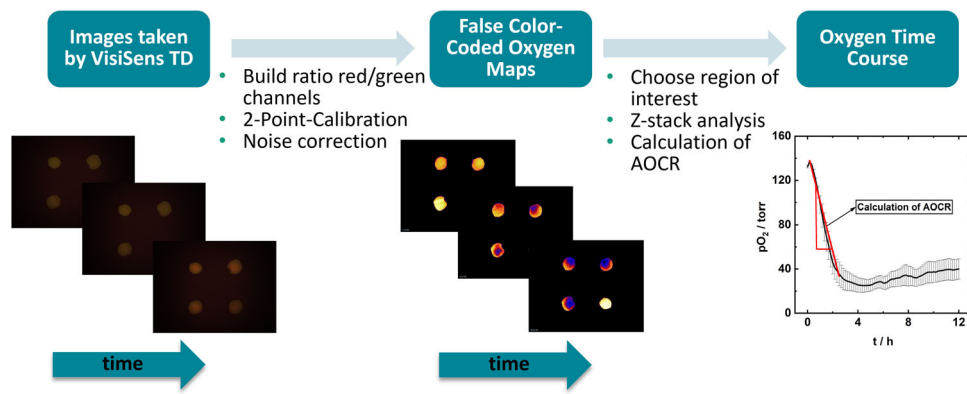 Images taken
by VisiSens TD
• Build ratio red/green
channels
• 2-Point-Calibration
• Noise correction
False Color-
Coded Oxygen
Maps
• Choose region of
interest
• Z-stack analysis
• Calculation of
AOCR
Oxygen Time
Course
160
120
80
40
0
pO2 / torr
Calculation of AOCR
0
4
8
12
t / h
time
time